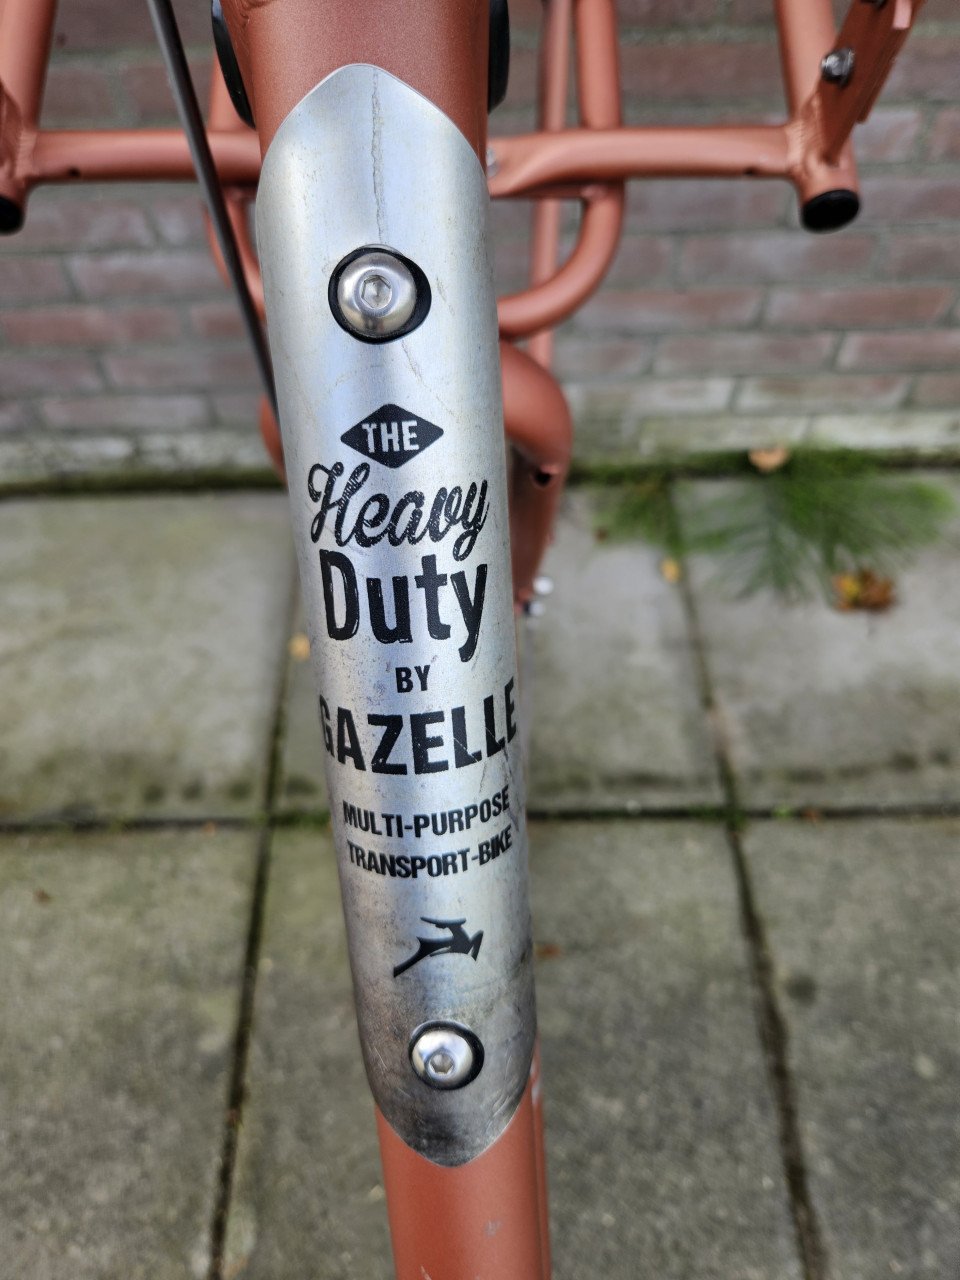 THE
Heavy
Duty
BY
GAZELLE
MULTI-PURPOSE
TRANSPORT-BIKE